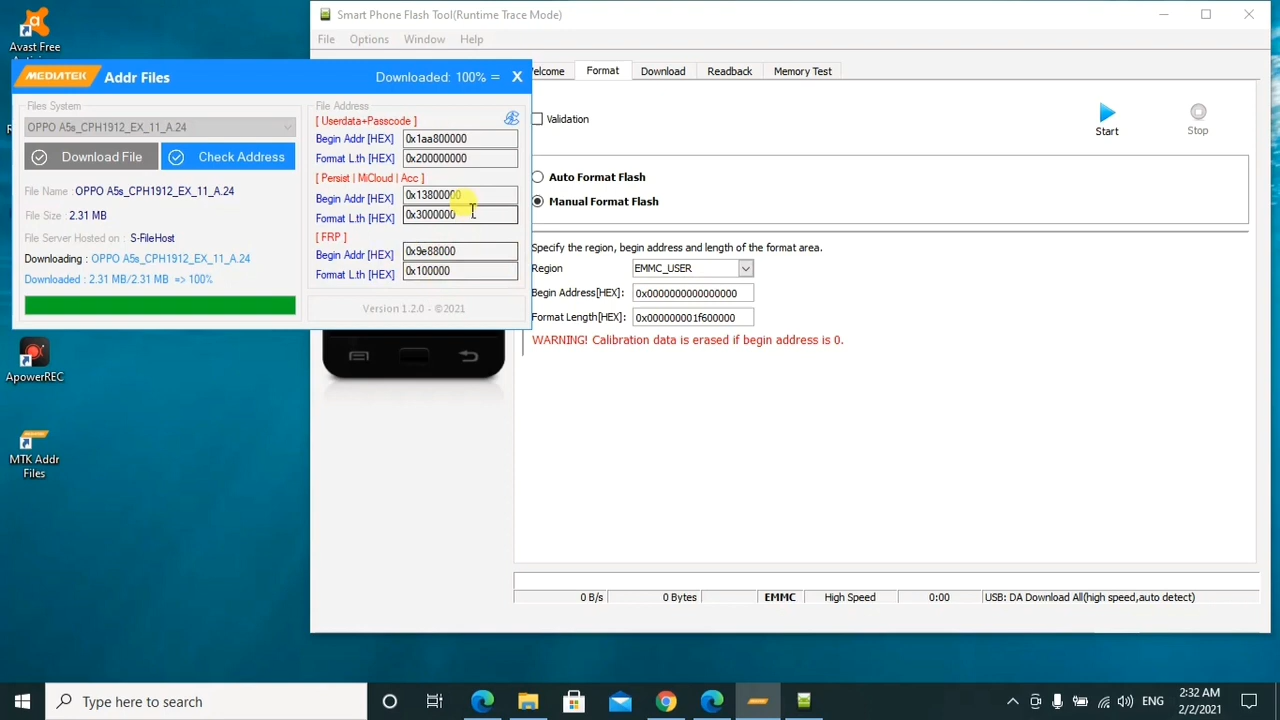 Avast Free
Smart Phone Flash Tool(Runtime Trace Mode)
File Options Window Help
MEDIATEK Addr Files Downloaded: 100% = X
elcome Format Download Readback Memory Test
Files System
OPPO A5s_CPH1912_EX_11_A.24
Download File Check Address
File Name : OPPO A5s_CPH1912_EX_11_A.24
File Size : 2.31 MB
File Server Hosted on : S-FileHost
Downloading : OPPO A5s_CPH1912_EX_11_A.24
Downloaded : 2.31 MB/2.31 MB => 100%
File Address
[ Userdata+Passcode ]
Begin Addr [HEX] 0x1aa800000
Format L.th [HEX] 0x200000000
[ Persist | MiCloud | Acc ]
Begin Addr [HEX] 0x13800000
Format L.th [HEX] 0x3000000
[ FRP ]
Begin Addr [HEX] 0x9e88000
Format L.th [HEX] 0x100000
Version 1.2.0 - ©2021
Validation
Start
Stop
Auto Format Flash
Manual Format Flash
Specify the region, begin address and length of the format area.
Region EMMC_USER
Begin Address[HEX]: 0x0000000000000000
Format Length[HEX]: 0x000000001f600000
WARNING! Calibration data is erased if begin address is 0.
ApowerREC
MTK Addr
Files
0 B/s 0 Bytes EMMC High Speed 0:00 USB: DA Download All(high speed,auto detect)
Type here to search
ENG
2:32 AM
2/2/2021